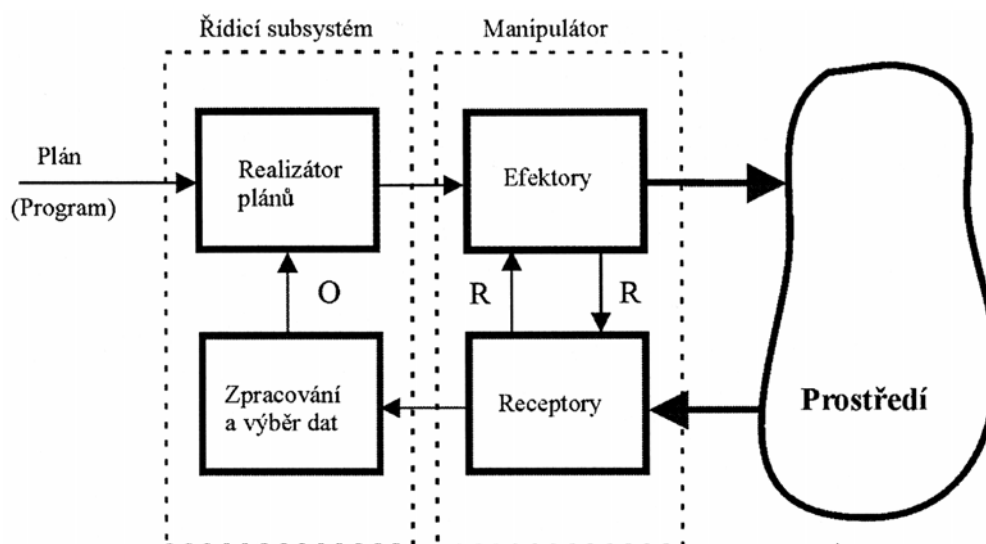 Řídicí subsystém
Manipulátor
Plán
(Program)
Realizátor
plánů
Efektory
O
R
R
Zpracování
a výběr dat
Receptory
Prostředí